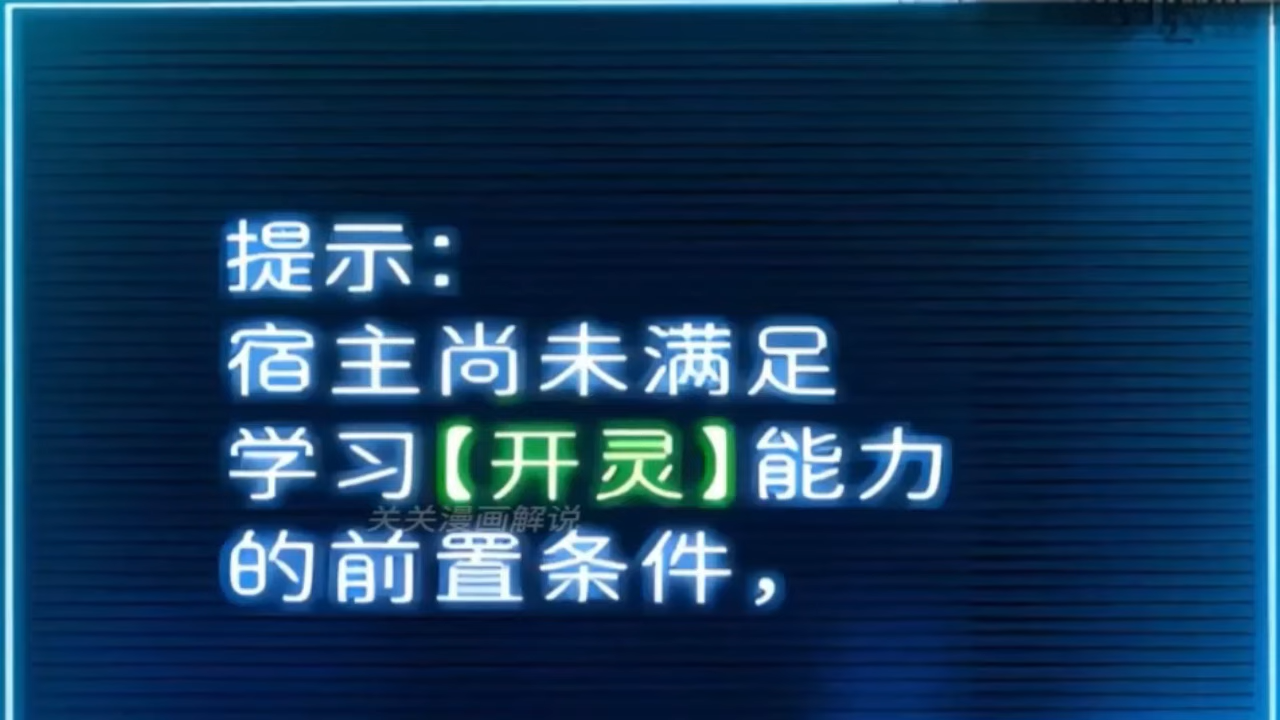 提示：
宿主尚未满足
学习【开灵】能力
关关漫画解说
的前置条件，